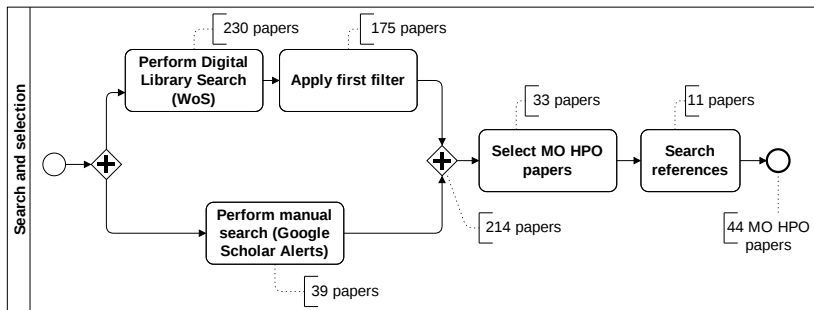 Search and selection
230 papers
Perform Digital
Library Search
(WoS)
175 papers
Apply first filter
Perform manual
search (Google
Scholar Alerts)
39 papers
214 papers
33 papers
Select MO HPO
papers
11 papers
Search
references
44 MO HPO
papers